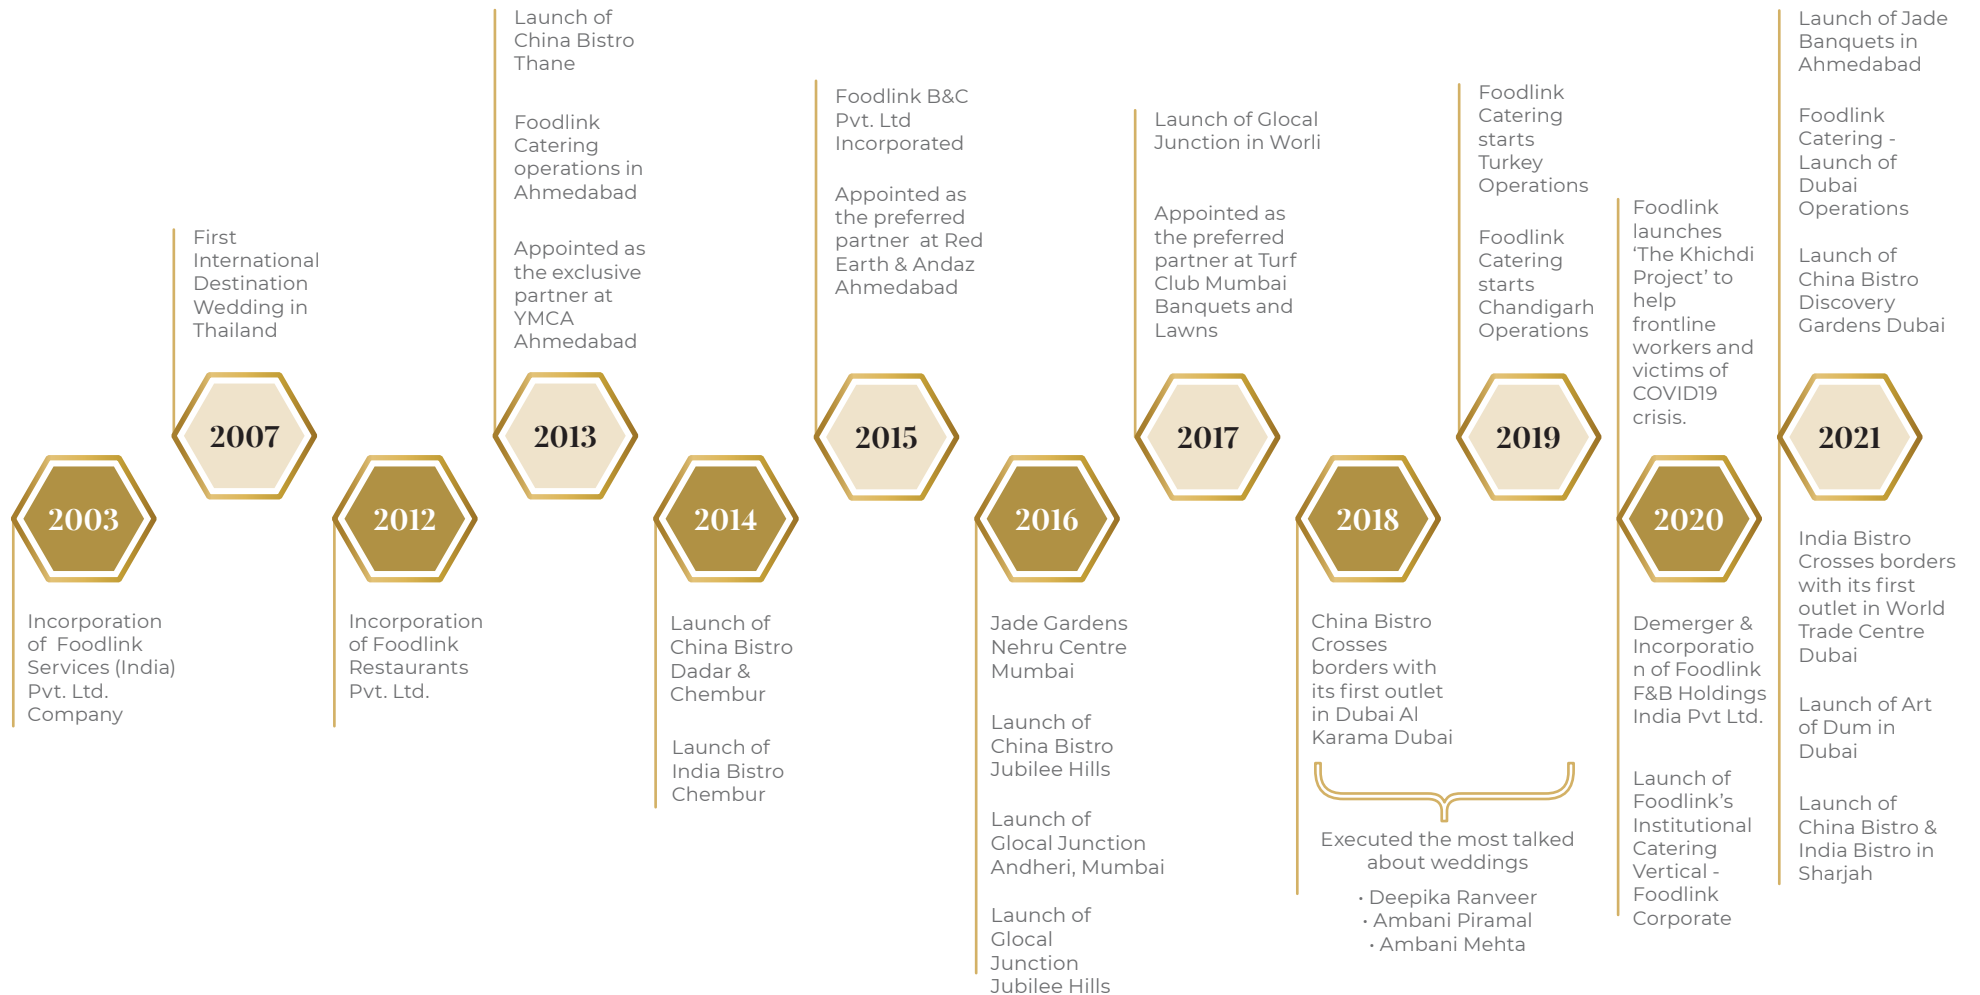 2003
Incorporation
of Foodlink
Services (India)
Pvt. Ltd.
Company
First
International
Destination
Wedding in
Thailand
2007
2012
Incorporation
of Foodlink
Restaurants
Pvt. Ltd.
Launch of
China Bistro
Thane
Foodlink
Catering
operations in
Ahmedabad
Appointed as
the exclusive
partner at
YMCA
Ahmedabad
2013
2014
Launch of
China Bistro
Dadar &
Chembur
Launch of
India Bistro
Chembur
Foodlink B&C
Pvt. Ltd
Incorporated
Appointed as
the preferred
partner at Red
Earth & Andaz
Ahmedabad
2015
2016
Jade Gardens
Nehru Centre
Mumbai
Launch of
China Bistro
Jubilee Hills
Launch of
Glocal Junction
Andheri, Mumbai
Launch of
Glocal
Junction
Jubilee Hills
Launch of Glocal
Junction in Worli
Appointed as
the preferred
partner at Turf
Club Mumbai
Banquets and
Lawns
2017
2018
China Bistro
Crosses
borders with
its first outlet
in Dubai Al
Karama Dubai
Executed the most talked
about weddings
• Deepika Ranveer
• Ambani Piramal
• Ambani Mehta
Foodlink
Catering
starts
Turkey
Operations
Foodlink
Catering
starts
Chandigarh
Operations
2019
Foodlink
launches
‘The Khichdi
Project’ to
help
frontline
workers and
victims of
COVID19
crisis.
2020
Demerger &
Incorporatio
n of Foodlink
F&B Holdings
India Pvt Ltd.
Launch of
Foodlink’s
Institutional
Catering
Vertical -
Foodlink
Corporate
Launch of Jade
Banquets in
Ahmedabad
Foodlink
Catering -
Launch of
Dubai
Operations
Launch of
China Bistro
Discovery
Gardens Dubai
2021
India Bistro
Crosses borders
with its first
outlet in World
Trade Centre
Dubai
Launch of Art
of Dum in
Dubai
Launch of
China Bistro &
India Bistro in
Sharjah